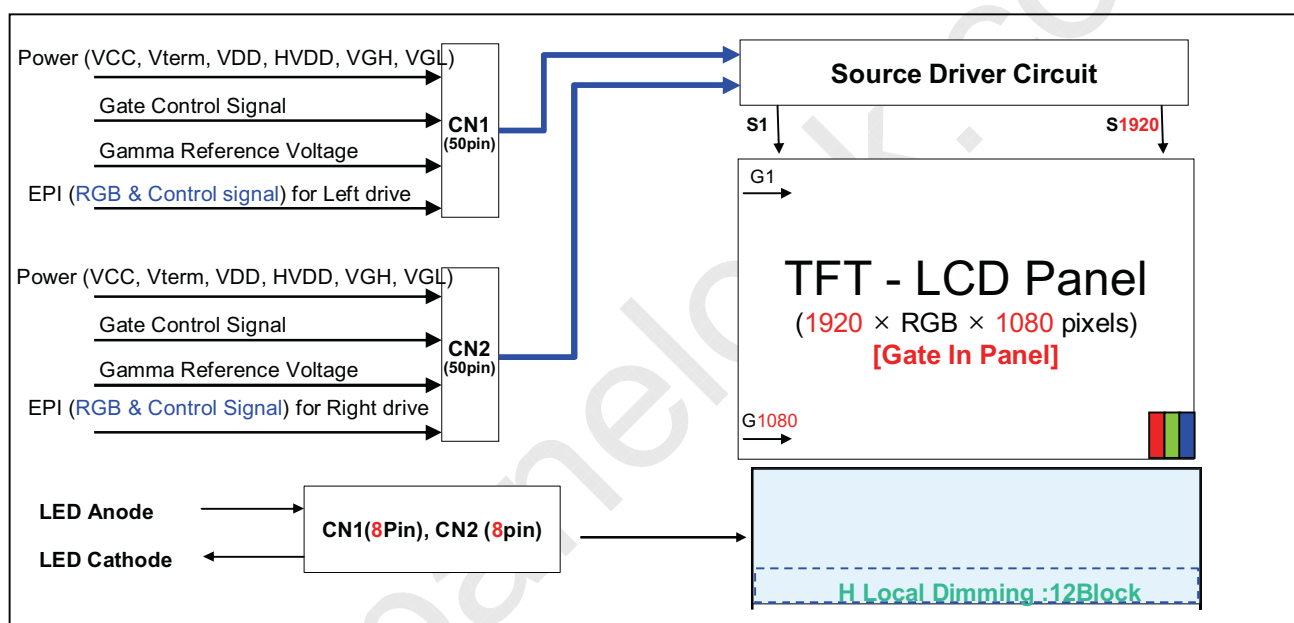 Power (VCC, Vterm, VDD, HVDD, VGH, VGL)
Gate Control Signal
Gamma Reference Voltage
EPI (RGB & Control signal) for Left drive
CN1
(50pin)
Power (VCC, Vterm, VDD, HVDD, VGH, VGL)
Gate Control Signal
Gamma Reference Voltage
EPI (RGB & Control Signal) for Right drive
CN2
(50pin)
Source Driver Circuit
S1
S1920
G1
TFT - LCD Panel
(1920 × RGB × 1080 pixels)
[Gate In Panel]
G1080
LED Anode
LED Cathode
CN1(8Pin), CN2 (8pin)
H Local Dimming :12Block